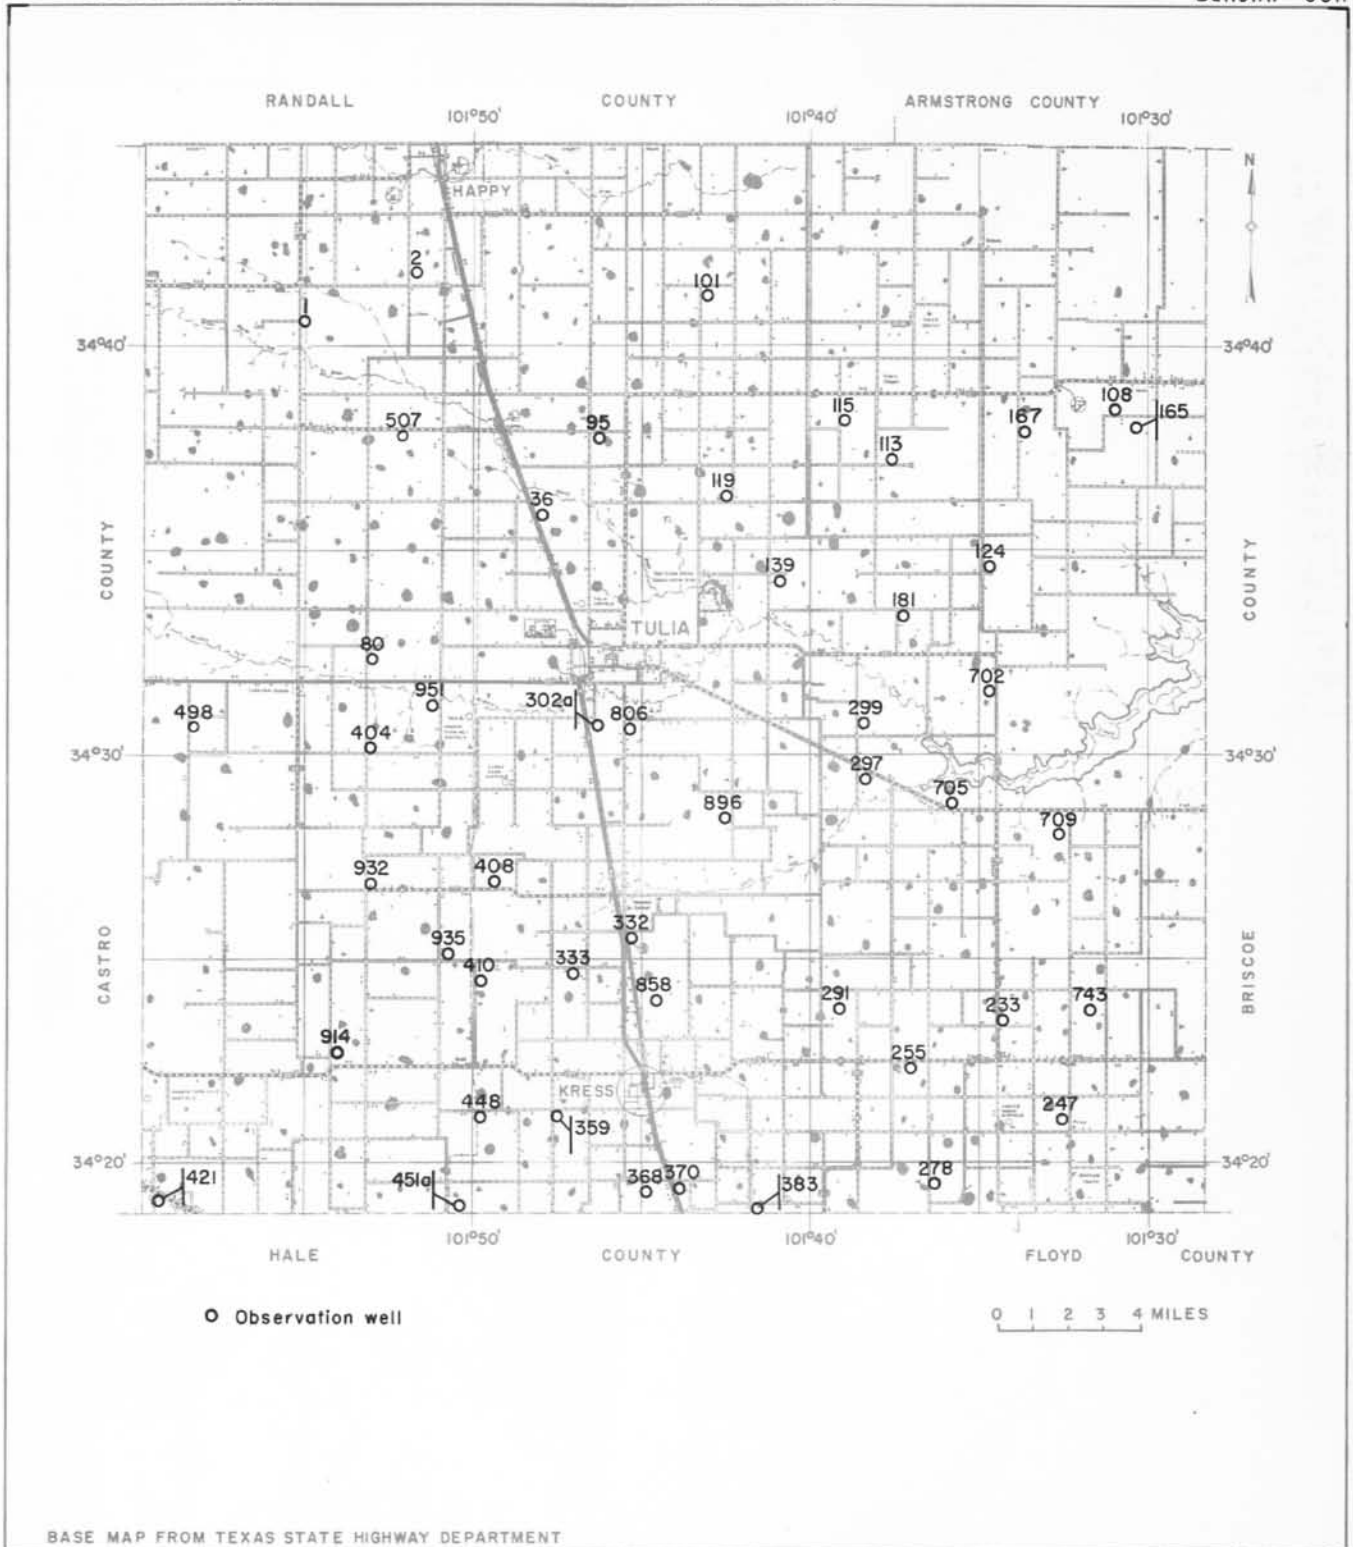 RANDALL COUNTY ARMSTRONG COUNTY
101°50' 101°40' 101°30'
N
HAPPY
2
101
1
34°40' 34°40'
108
115 167 165
507 95
113
119
36
COUNTY
124
139
COUNTY
181
TULIA
80
702
951
302a 806 299
498
404
34°30' 34°30'
297
705
896
709
932 408
332
935
410 333
858
CASTRO
291 233 743
BRISCOE
914
255
KRESS
448 359
247
34°20' 34°20'
421 451a 368 370 383 278
101°50' 101°40' 101°30'
HALE COUNTY FLOYD COUNTY
Observation well
0 1 2 3 4 MILES
BASE MAP FROM TEXAS STATE HIGHWAY DEPARTMENT